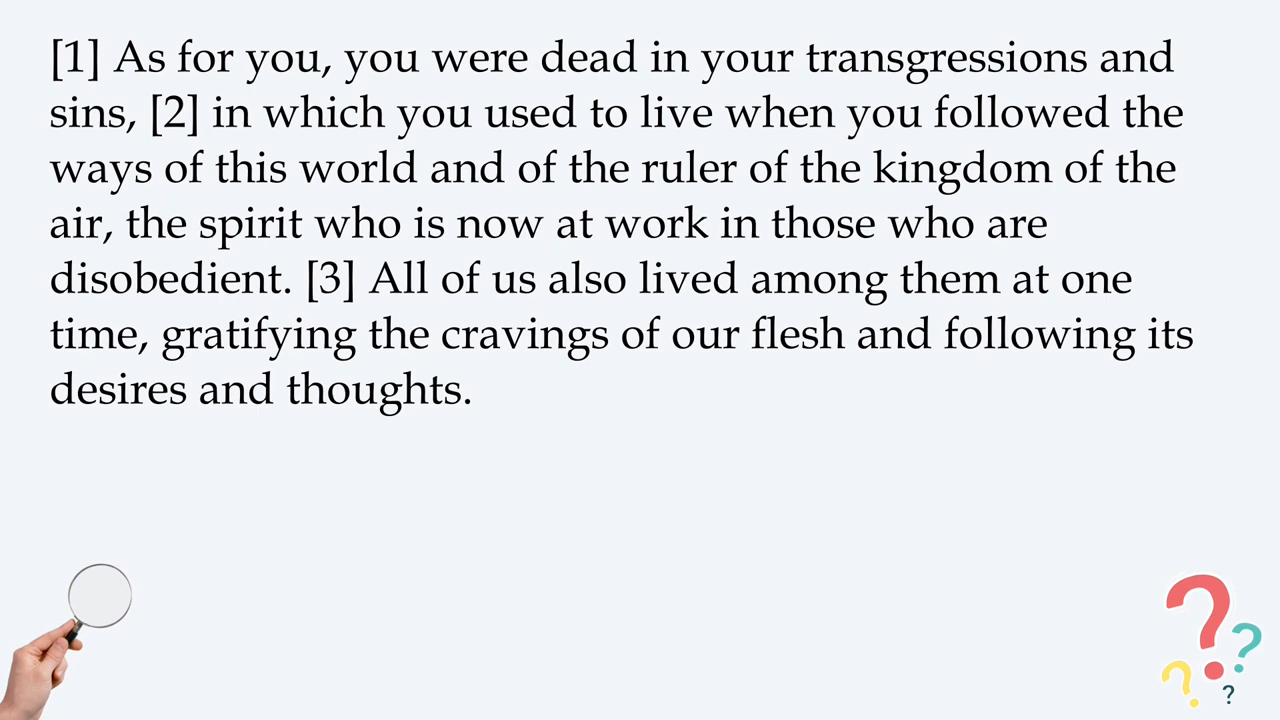 [1] As for you, you were dead in your transgressions and
sins, [2] in which you used to live when you followed the
ways of this world and of the ruler of the kingdom of the
air, the spirit who is now at work in those who are
disobedient. [3] All of us also lived among them at one
time, gratifying the cravings of our flesh and following its
desires and thoughts.